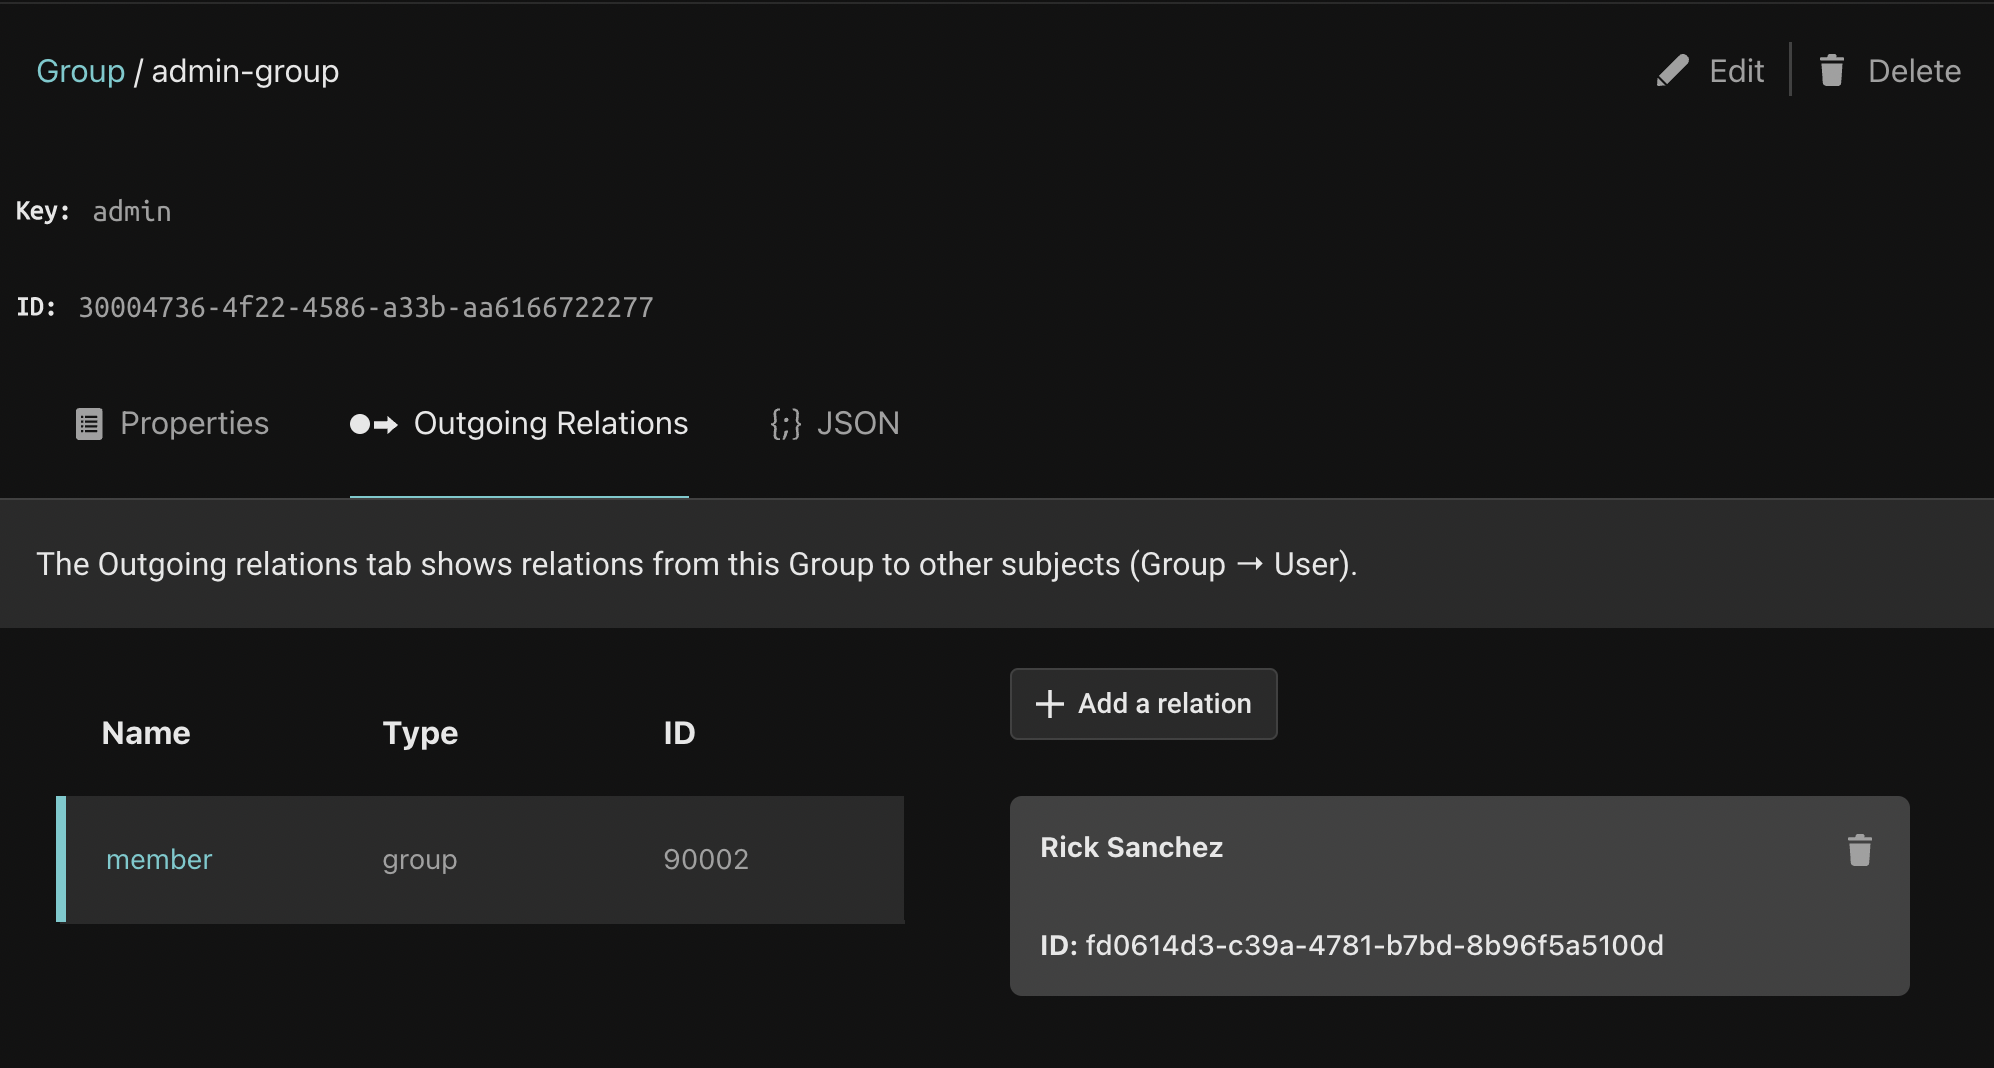 Group / admin-group
Edit
Delete
Key: admin
ID: 30004736-4f22-4586-a33b-aa6166722277
Properties
Outgoing Relations
{;} JSON
The Outgoing relations tab shows relations from this Group to other subjects (Group → User).
Name Type ID
member group 90002
Add a relation
Rick Sanchez
ID: fd0614d3-c39a-4781-b7bd-8b96f5a5100d